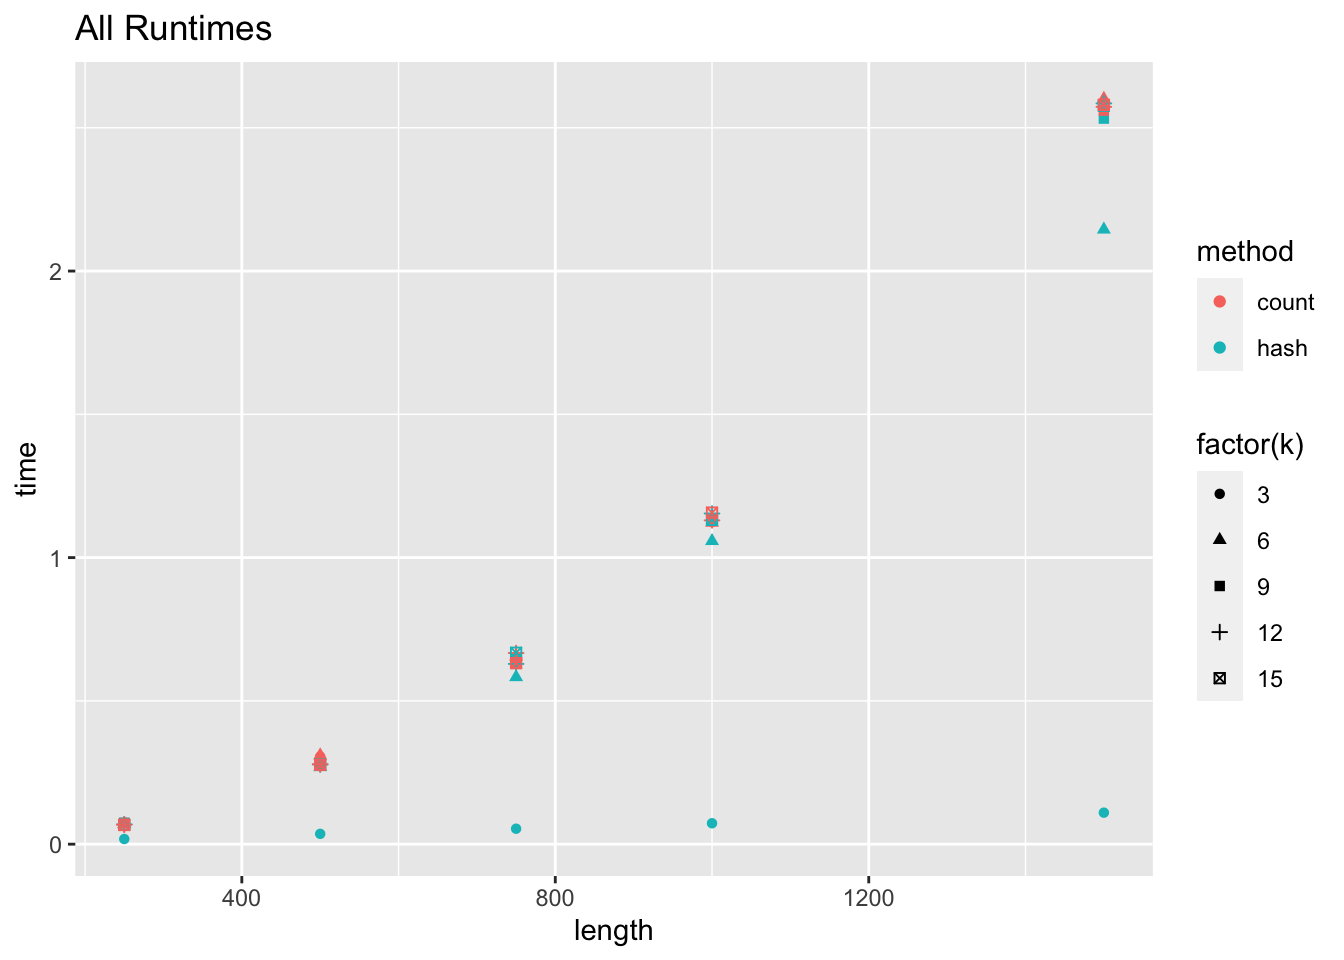 All Runtimes
2
1
0
time
400
800
1200
length
method
count
hash
factor(k)
3
6
9
12
15